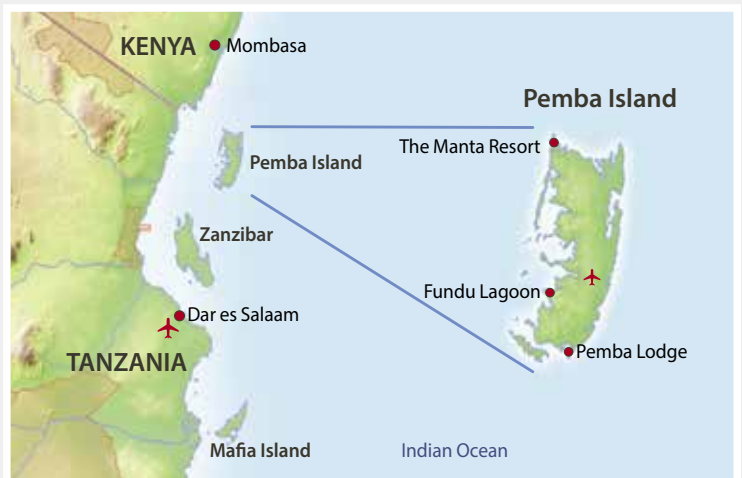 KENYA
Mombasa
Pemba Island
The Manta Resort
Pemba Island
Zanzibar
Fundu Lagoon
Dar es Salaam
Pemba Lodge
TANZANIA
Mafia Island
Indian Ocean